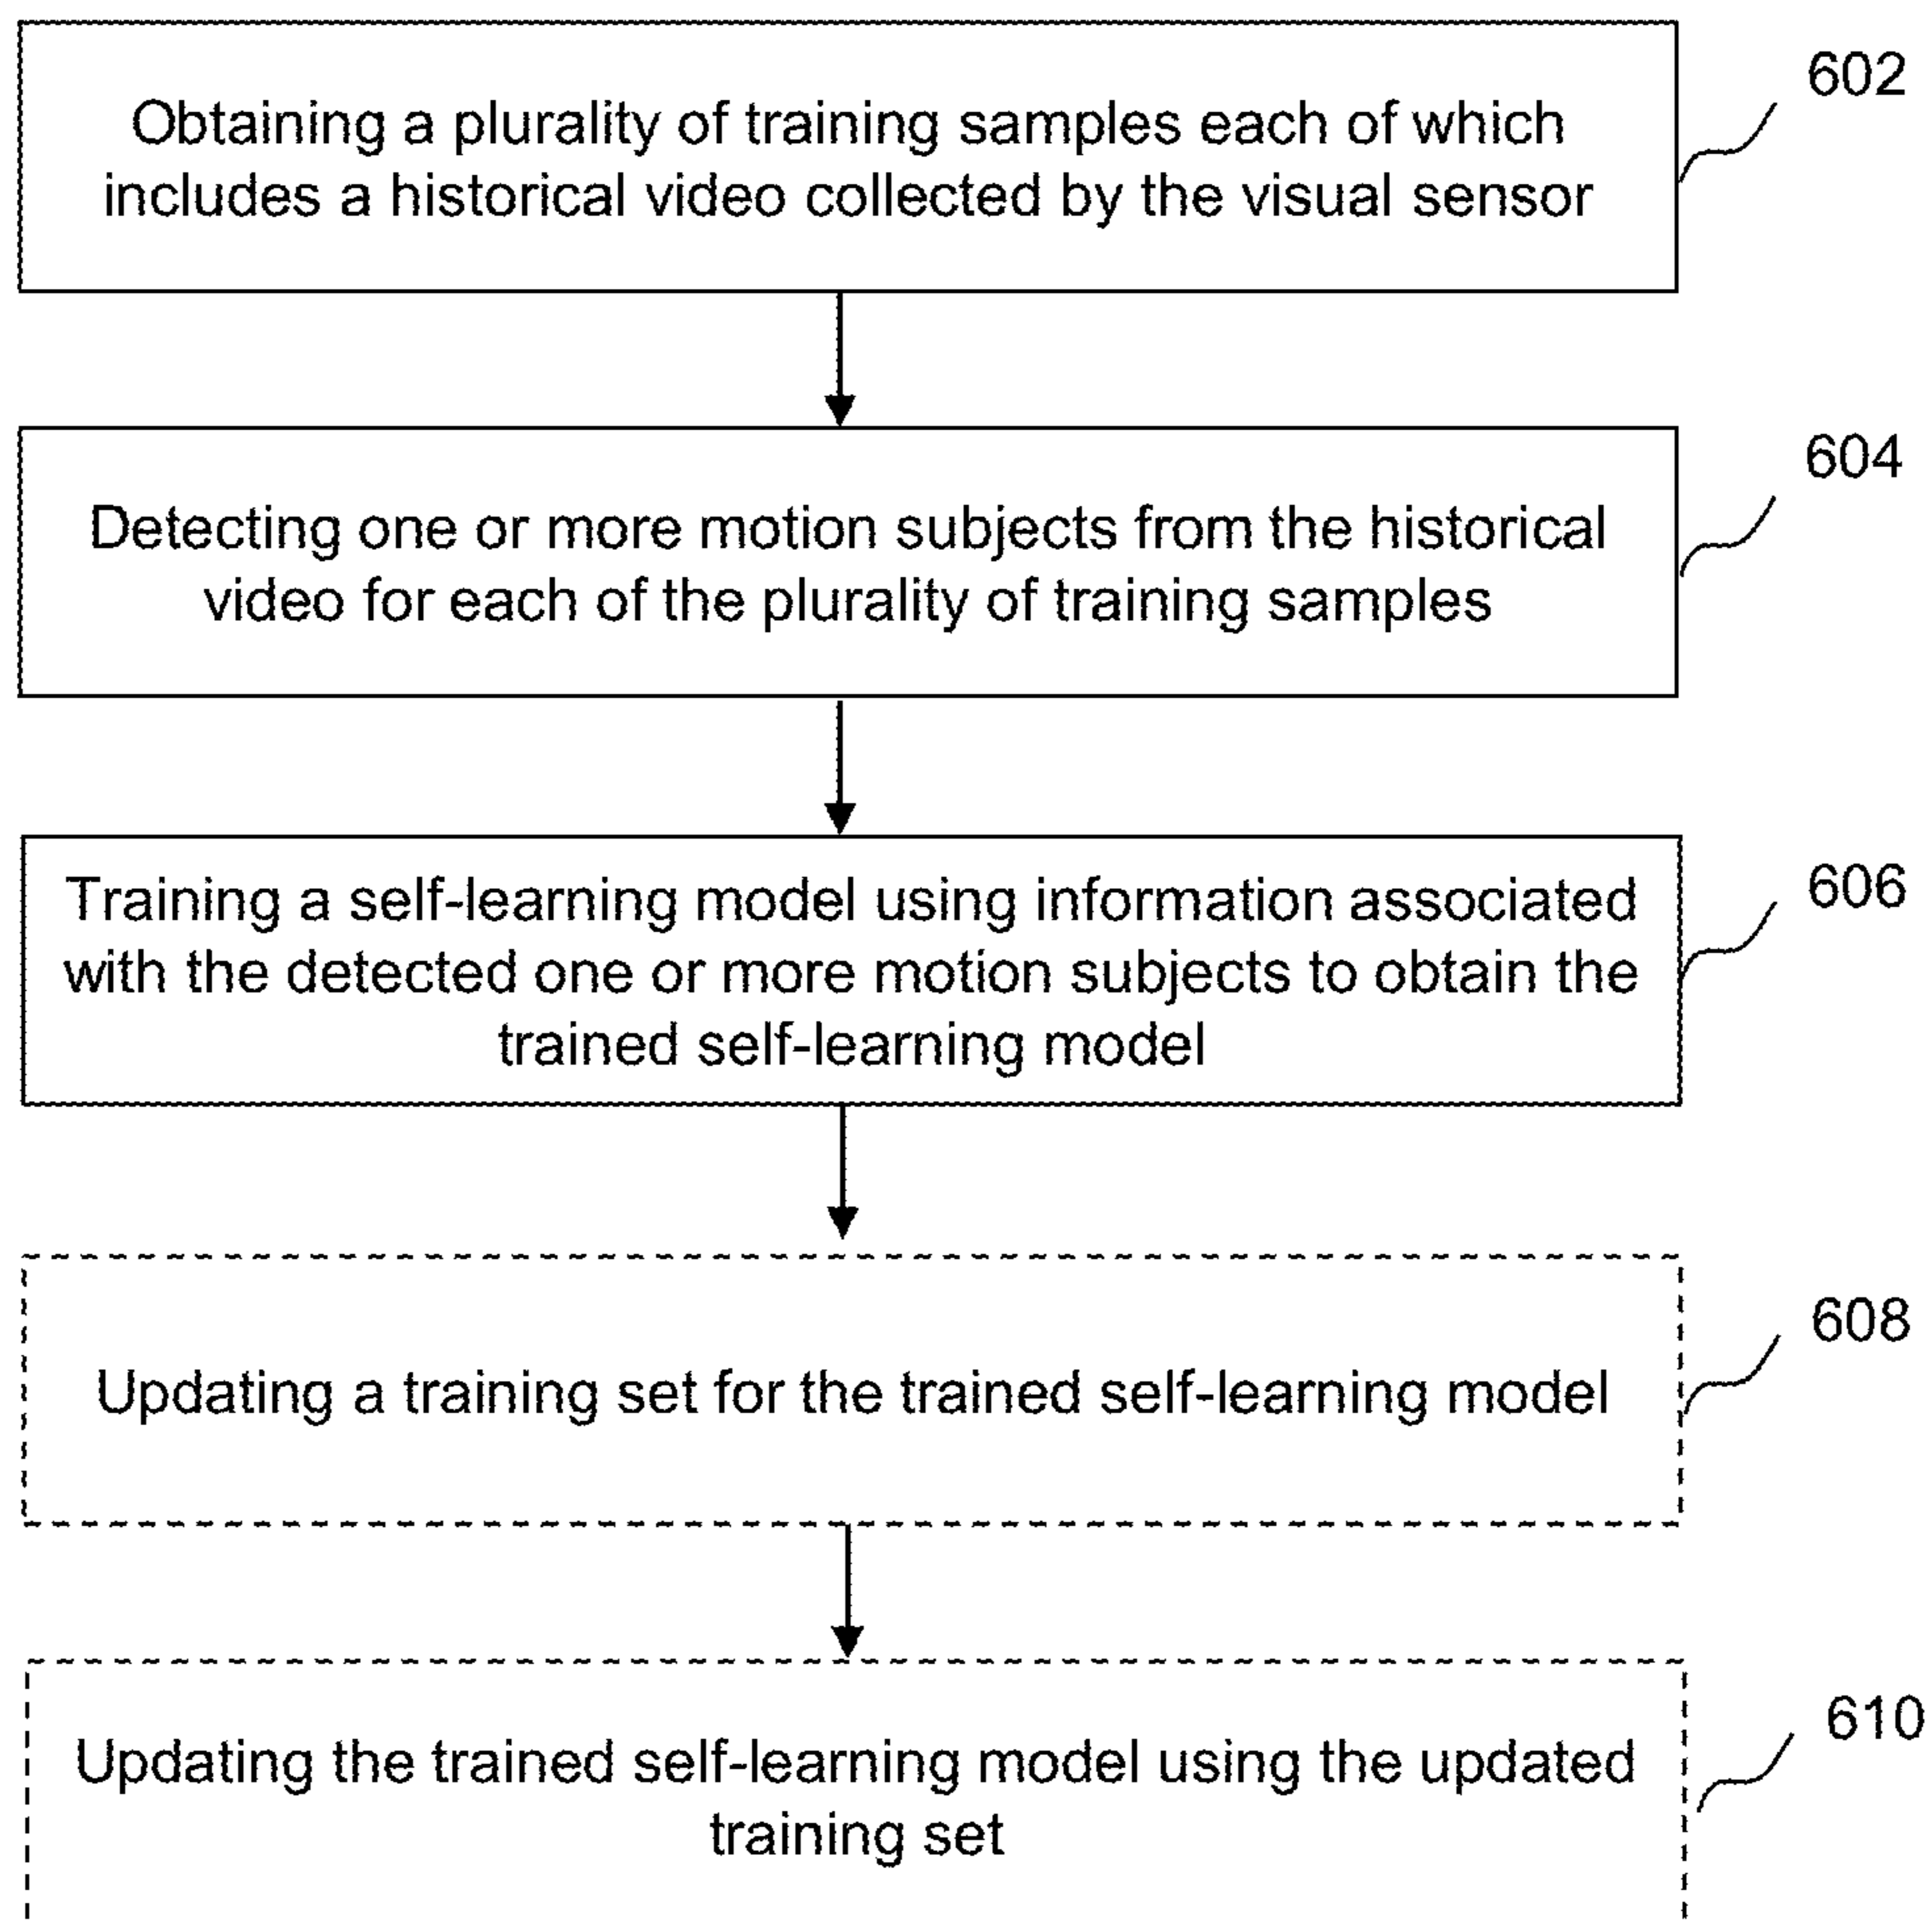 Obtaining a plurality of training samples each of which
includes a historical video collected by the visual sensor
602
Detecting one or more motion subjects from the historical
video for each of the plurality of training samples
604
Training a self-learning model using information associated
with the detected one or more motion subjects to obtain the
trained self-learning model
606
Updating a training set for the trained self-learning model
608
Updating the trained self-learning model using the updated
training set
610